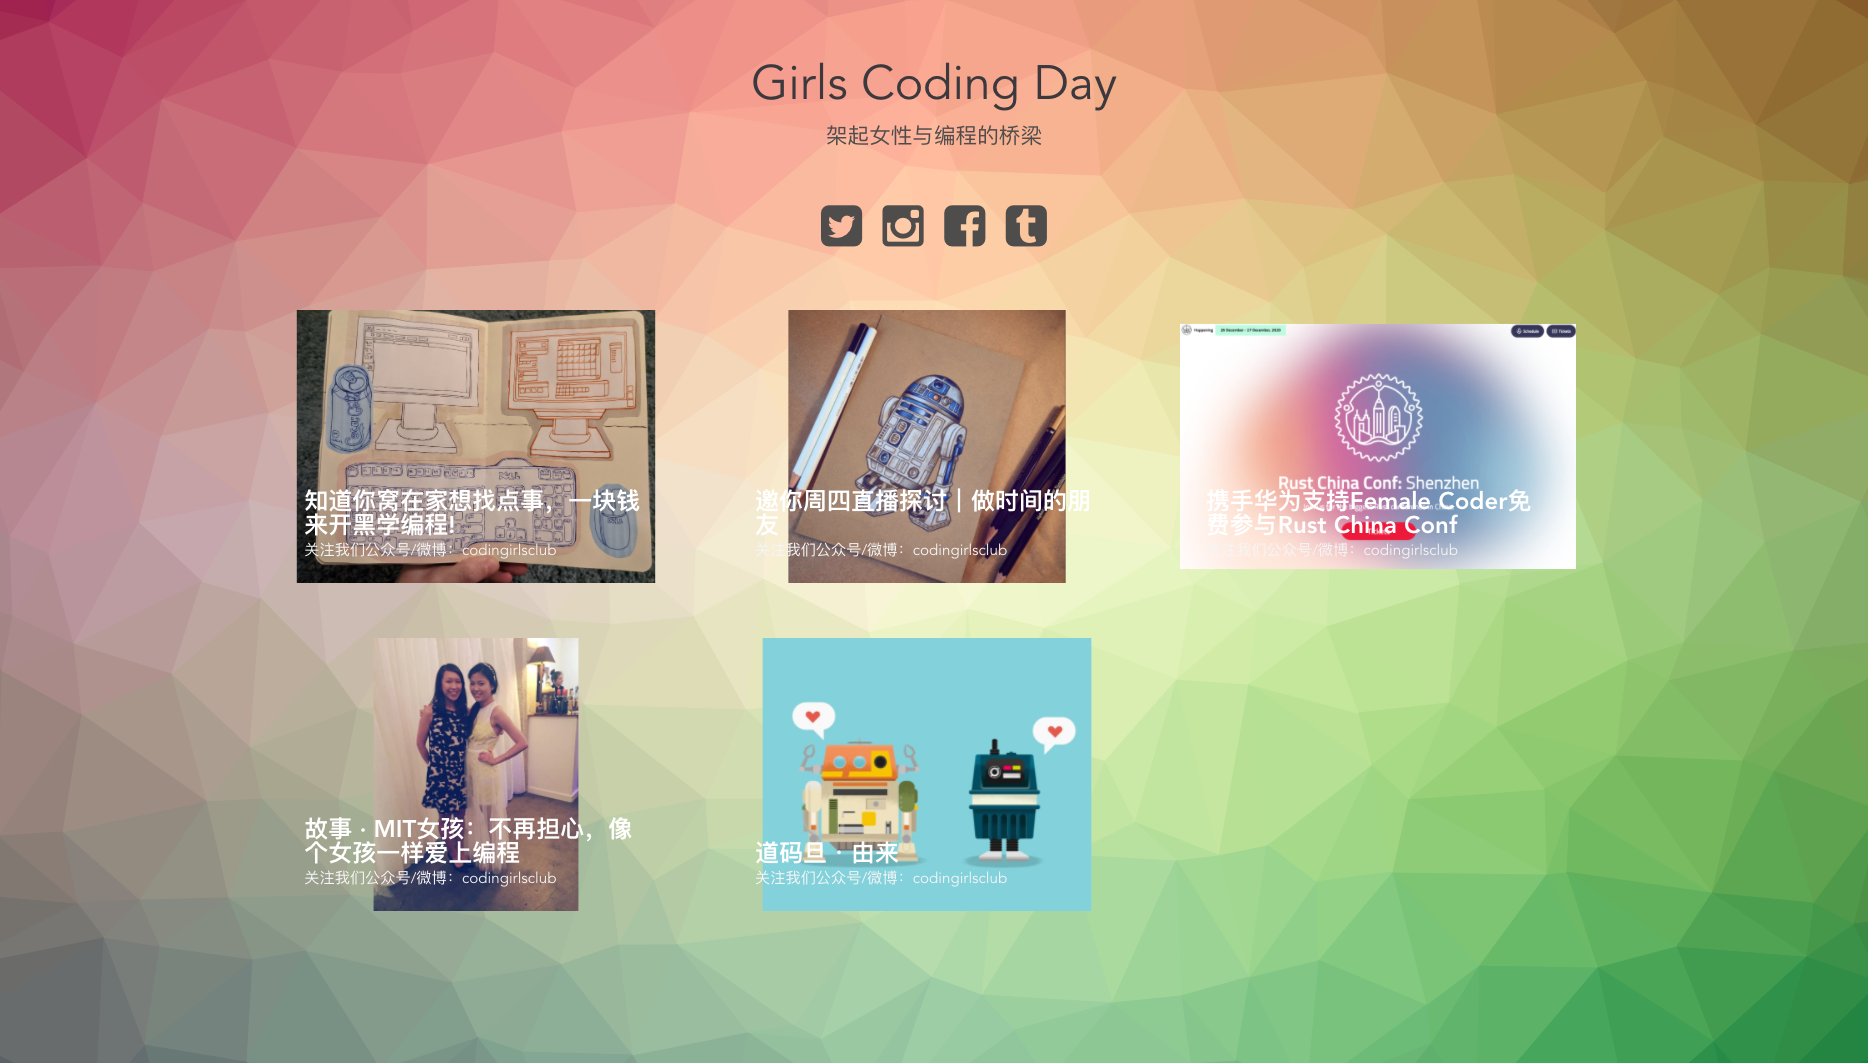 Girls Coding Day
架起女性与编程的桥梁
知道你窝在家想找点事，一块钱
来开黑学编程!
关注我们公众号/微博：codingirlsclub
邀你周四直播探讨｜做时间的朋
友
关注我们公众号/微博：codingirlsclub
26 December - 27 December, 2020
Schedule
Tickets
Rust China Conf: Shenzhen
携手华为支持Female Coder免
费参与Rust China Conf
关注我们公众号/微博：codingirlsclub
故事 · MIT女孩：不再担心，像
个女孩一样爱上编程
关注我们公众号/微博：codingirlsclub
道码旦 · 由来
关注我们公众号/微博：codingirlsclub